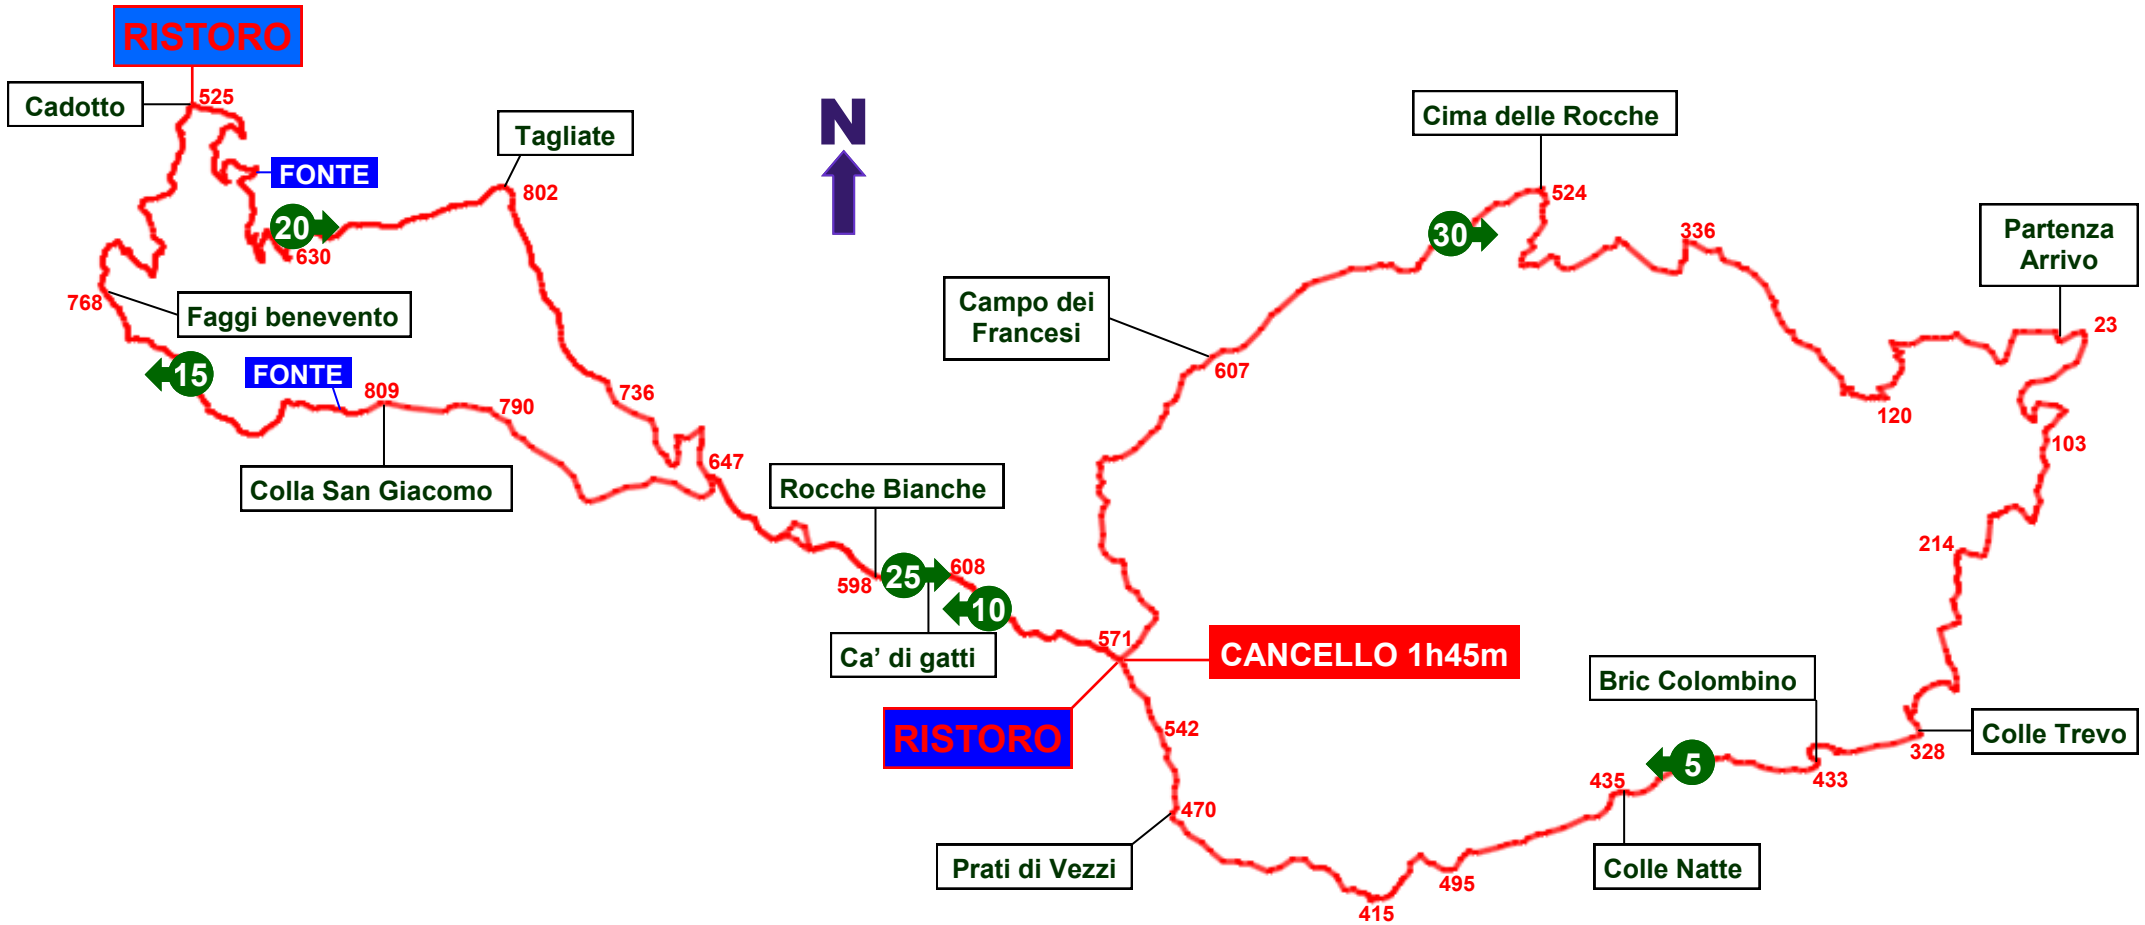 RISTORO
Cadotto
525
Tagliate
FONTE
802
20
630
N
Cima delle Rocche
524
30
336
Partenza
Arrivo
23
Campo dei
Francesi
607
768
Faggi benevento
15
FONTE
809
790
736
120
103
Colla San Giacomo
647
Rocche Bianche
598
25
608
10
214
Ca’ di gatti
571
CANCELLO 1h45m
RISTORO
542
Bric Colombino
Colle Trevo
328
5
433
435
470
Prati di Vezzi
Colle Natte
495
415